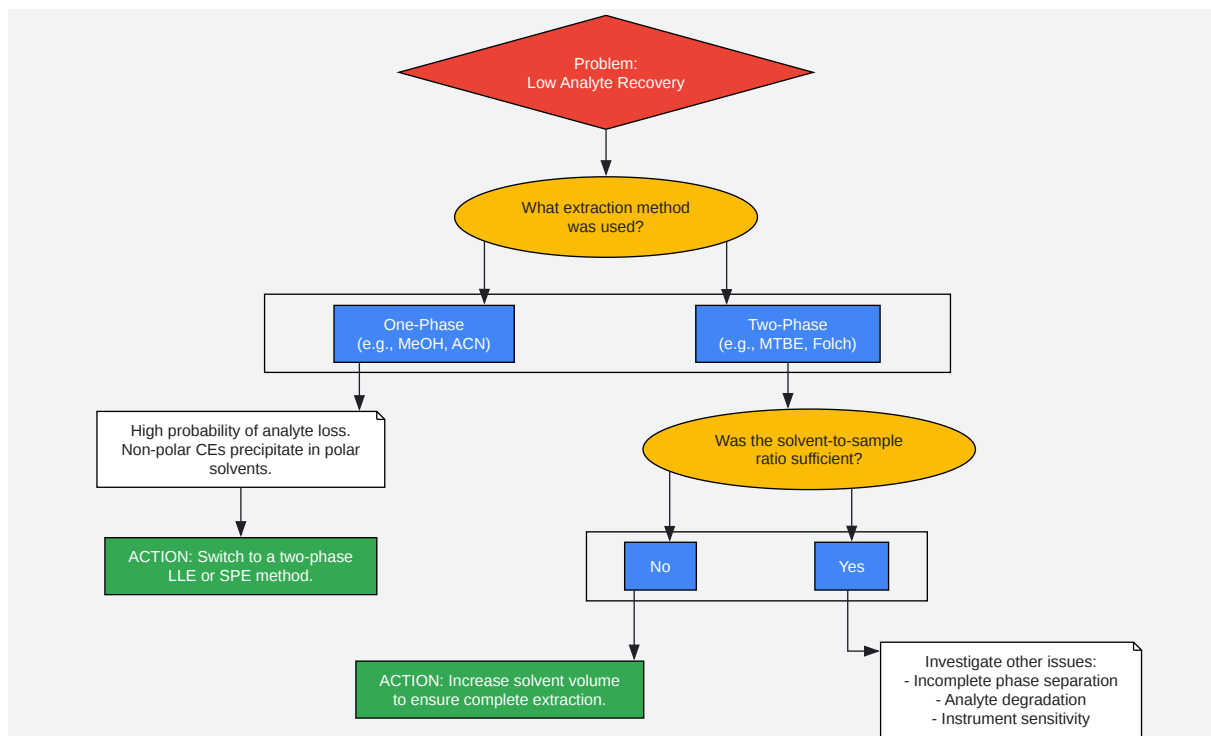 Problem:
Low Analyte Recovery
What extraction method
was used?
One-Phase
(e.g., MeOH, ACN)
Two-Phase
(e.g., MTBE, Folch)
High probability of analyte loss.
Non-polar CEs precipitate in polar
solvents.
Was the solvent-to-sample
ratio sufficient?
ACTION: Switch to a two-phase
LLE or SPE method.
No
Yes
ACTION: Increase solvent volume
to ensure complete extraction.
Investigate other issues:
- Incomplete phase separation
- Analyte degradation
- Instrument sensitivity